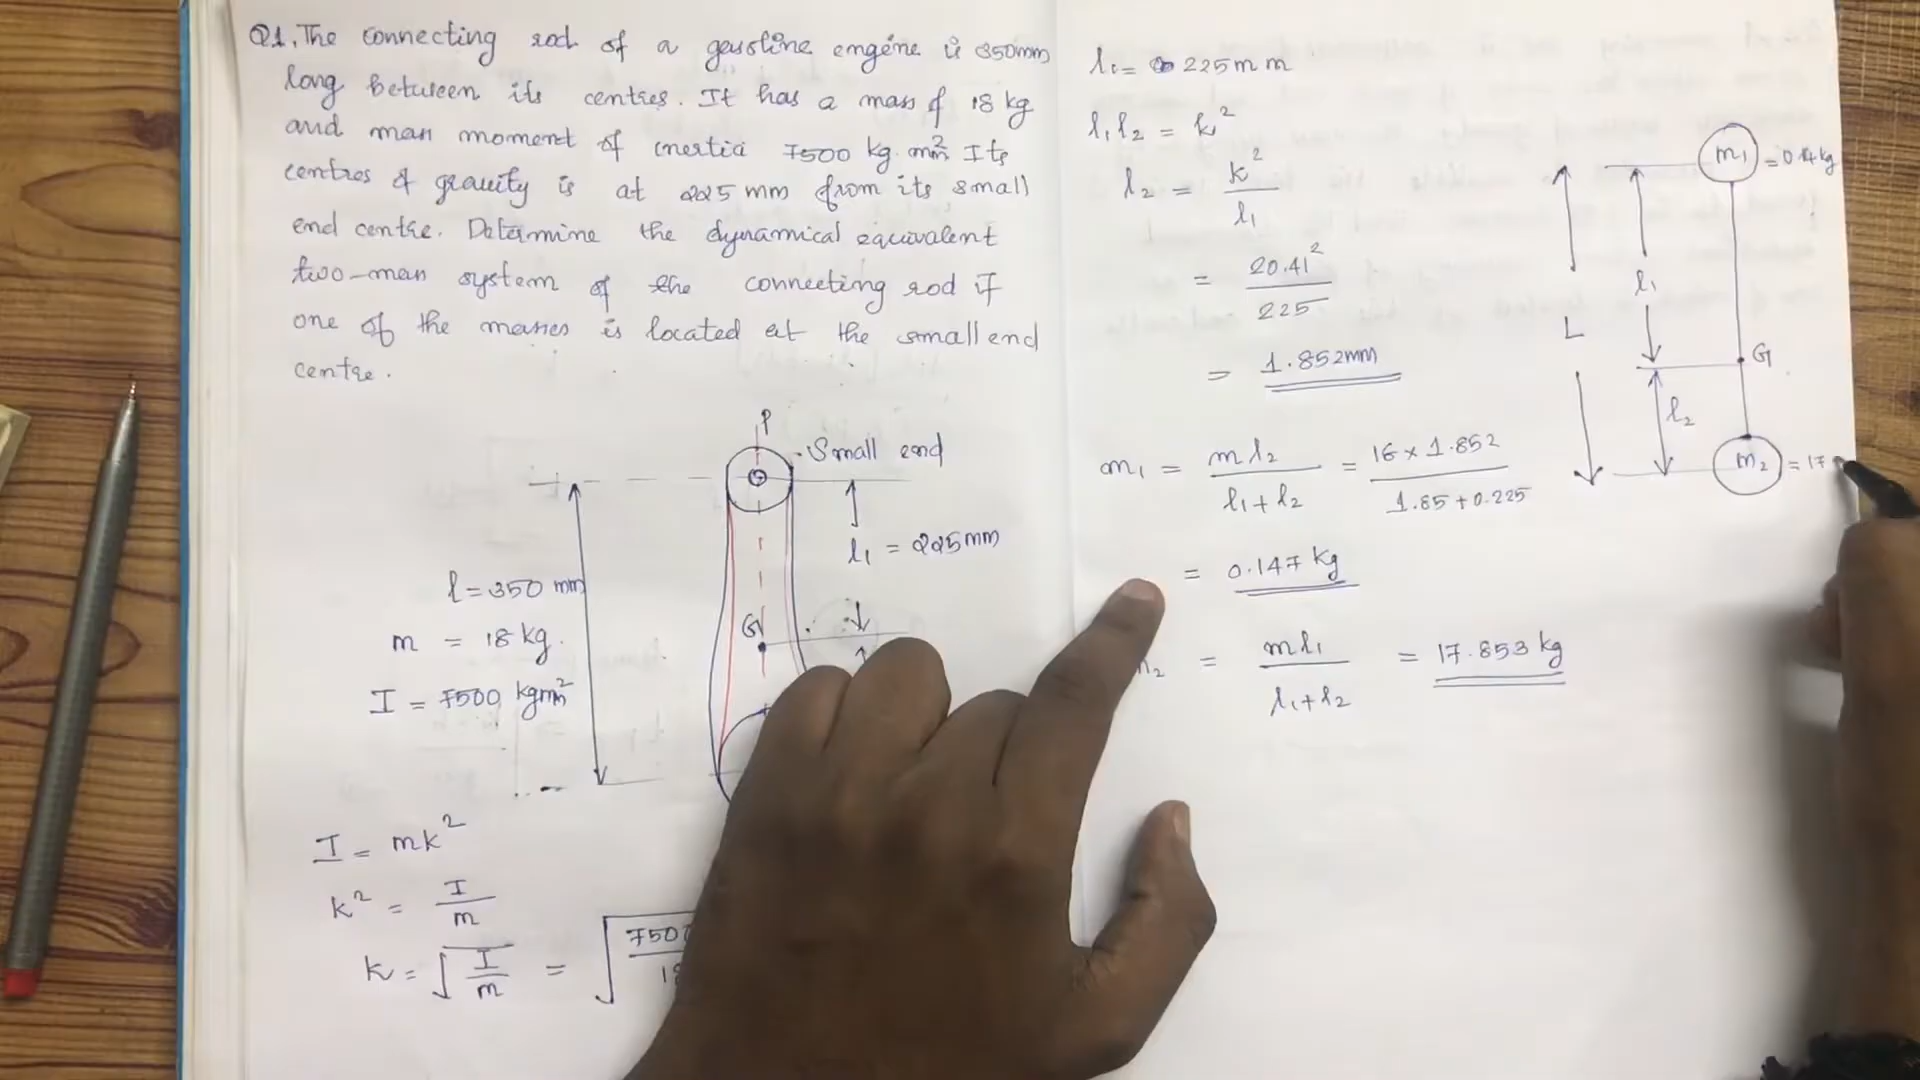 Q1. The connecting rod of a gasoline engine is 350mm
long between its centres. It has a mass of 18 kg
and mass moment of inertia 7500 kg.mm² Its
centres of gravity is at 225 mm from its small
end centre. Determine the dynamical equivalent
two-mass system of the connecting rod if
one of the masses is located at the small end
centre.
P
Small end
l₁ = 225mm
G
l = 350 mm
m = 18 kg.
I = 7500 kgmm²
I = mk²
k² = I/m
k = √(I/m) = √(7500
l₁ = 225mm
l₁l₂ = k²
l₂ = k²/l₁
= 20.41²/225
= 1.852mm
m₁ = ml₂/(l₁+l₂) = 18 × 1.852/(1.85+0.225)
= 0.147 kg
= ml₁/(l₁+l₂) = 17.853 kg
m₁
L
l₁
G
l₂
m₂ = 17